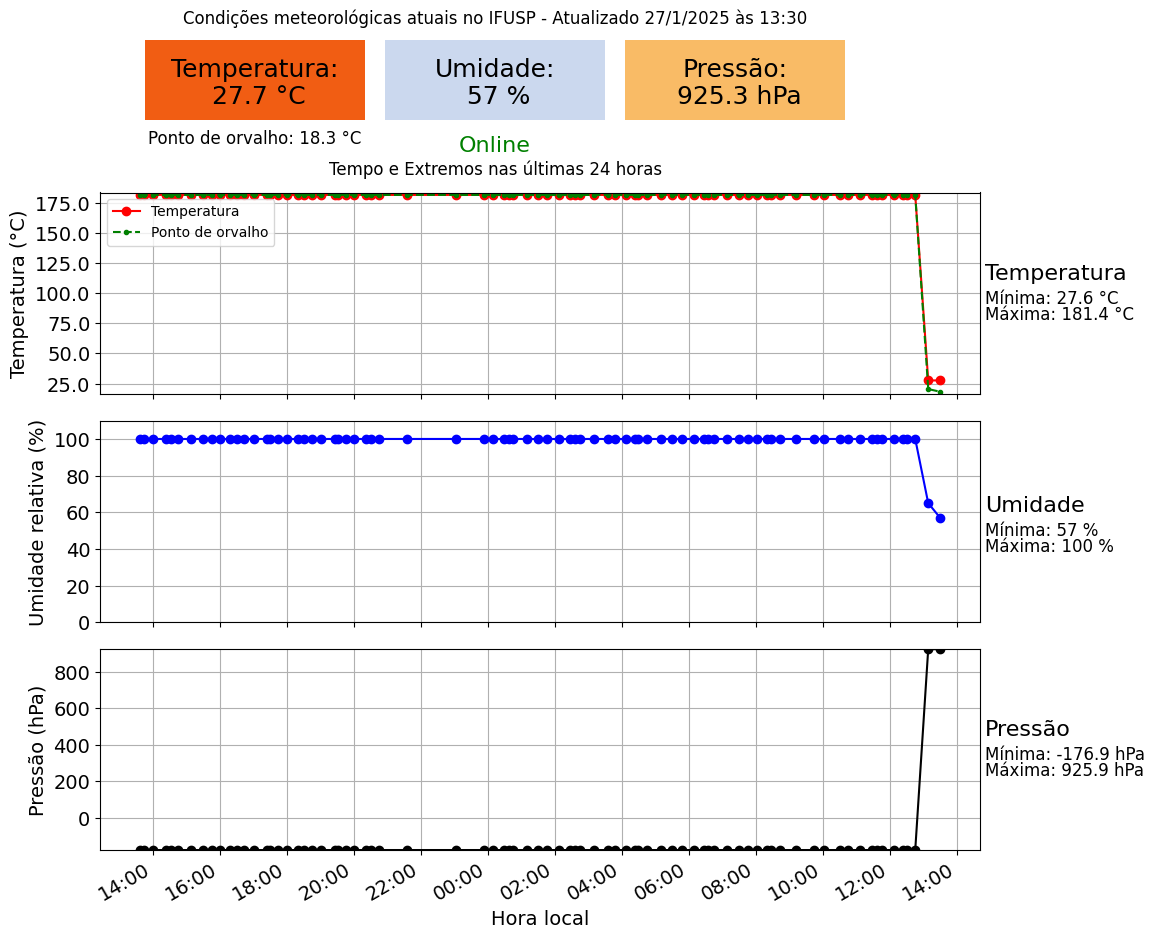 Condições meteorológicas atuais no IFUSP - Atualizado 27/1/2025 às 13:30
Temperatura:
27.7 °C
Umidade:
57 %
Pressão:
925.3 hPa
Ponto de orvalho: 18.3 °C
Online
Tempo e Extremos nas últimas 24 horas
Temperatura (°C)
175.0
150.0
125.0
100.0
75.0
50.0
25.0
Temperatura
Ponto de orvalho
Temperatura
Mínima: 27.6 °C
Máxima: 181.4 °C
Umidade relativa (%)
100
80
60
40
20
0
Umidade
Mínima: 57 %
Máxima: 100 %
Pressão (hPa)
800
600
400
200
0
Pressão
Mínima: -176.9 hPa
Máxima: 925.9 hPa
14:00
16:00
18:00
20:00
22:00
00:00
02:00
04:00
06:00
08:00
10:00
12:00
14:00
Hora local